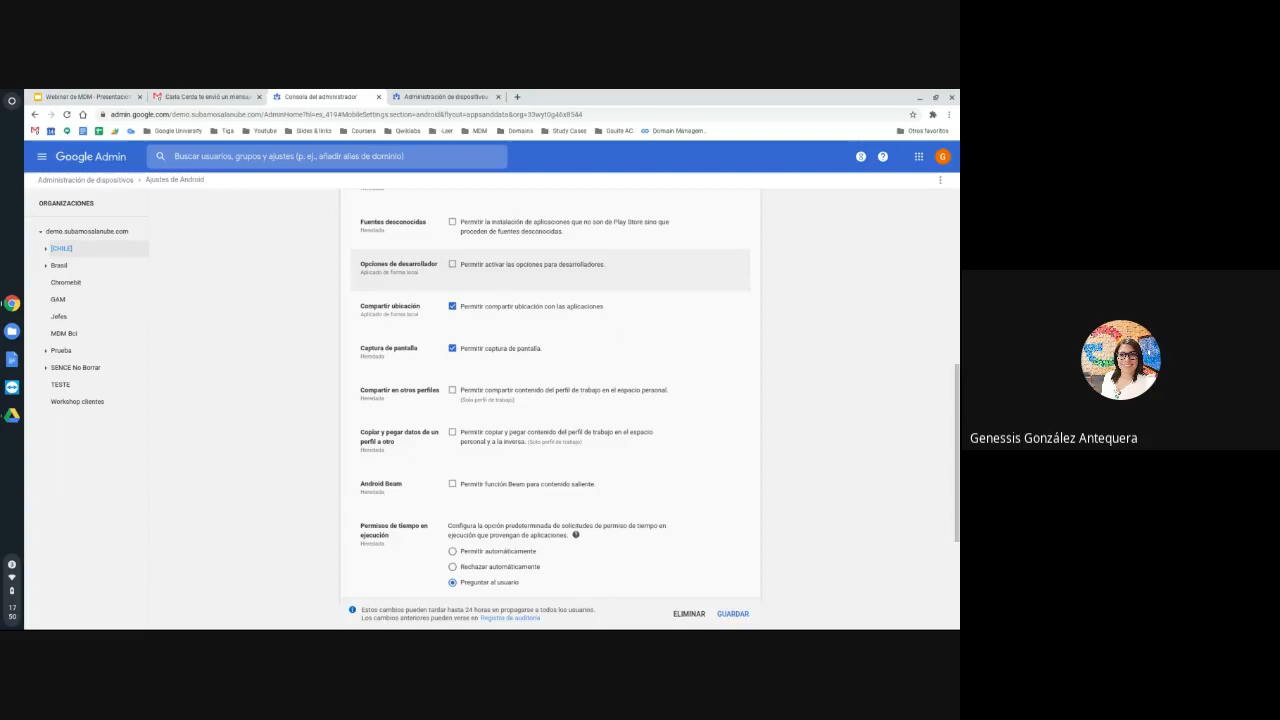 Webiner de MDM - Presentació
Carla Cerda te envió un mensaj
Consola del administrador
Administración de dispositivos
admin.google.com/demo.subamosalanube.com/AdminHome?hl=es_419#MobileSettings:section=android&flyout=appsanddata&org=33wy10g46x8544
Google University
Tiga
Youtube
Slides & links
Coursera
Qwiklabs
-Leer
MDM
Domains
Study Cases
Gsuite AC
Domain Managem…
Otros favoritos
Google Admin
Buscar usuarios, grupos y ajustes (p. ej., añadir alias de dominio)
G
Administración de dispositivos > Ajustes de Android
ORGANIZACIONES
demo.subamosalanube.com
[CHILE]
Brasil
Chromebit
GAM
Jefes
MDM Bci
Prueba
SENCE No Borrar
TESTE
Workshop clientes
Fuentes desconocidas
Heredada
Permitir la instalación de aplicaciones que no son de Play Store sino que
proceden de fuentes desconocidas.
Opciones de desarrollador
Aplicado de forma local
Permitir activar las opciones para desarrolladores.
Compartir ubicación
Aplicado de forma local
Permitir compartir ubicación con las aplicaciones
Captura de pantalla
Heredada
Permitir captura de pantalla.
Compartir en otros perfiles
Heredada
Permitir compartir contenido del perfil de trabajo en el espacio personal.
(Solo perfil de trabajo)
Copiar y pegar datos de un
perfil a otro
Heredada
Permitir copiar y pegar contenido del perfil de trabajo en el espacio
personal y a la inversa. (Solo perfil de trabajo)
Android Beam
Heredada
Permitir función Beam para contenido saliente.
Permisos de tiempo en
ejecución
Heredada
Configura la opción predeterminada de solicitudes de permiso de tiempo en
ejecución que provengan de aplicaciones.
Permitir automáticamente
Rechazar automáticamente
Preguntar al usuario
Estos cambios pueden tardar hasta 24 horas en propagarse a todos los usuarios.
Los cambios anteriores pueden verse en Registro de auditoría
ELIMINAR
GUARDAR
17
50
Genessis González Antequera